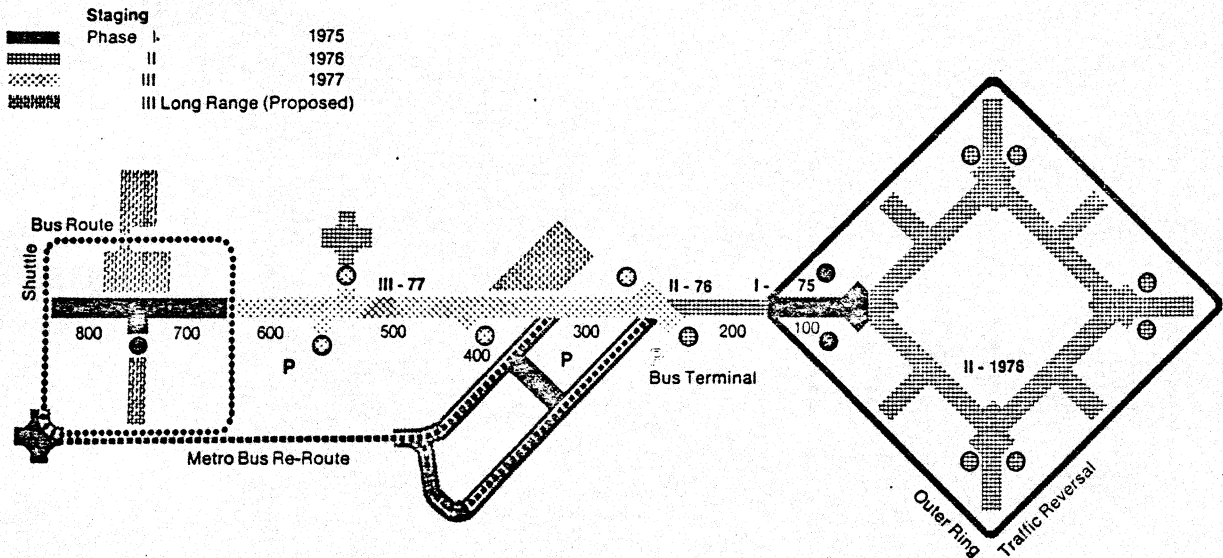 Staging
Phase I 1975
II 1976
III 1977
III Long Range (Proposed)
Bus Route
Shuttle
III - 77
II - 76
I - 75
800
700
600
500
400
300
200
100
P
P
Bus Terminal
II - 1976
Metro Bus Re-Route
Outer Ring
Traffic Reversal